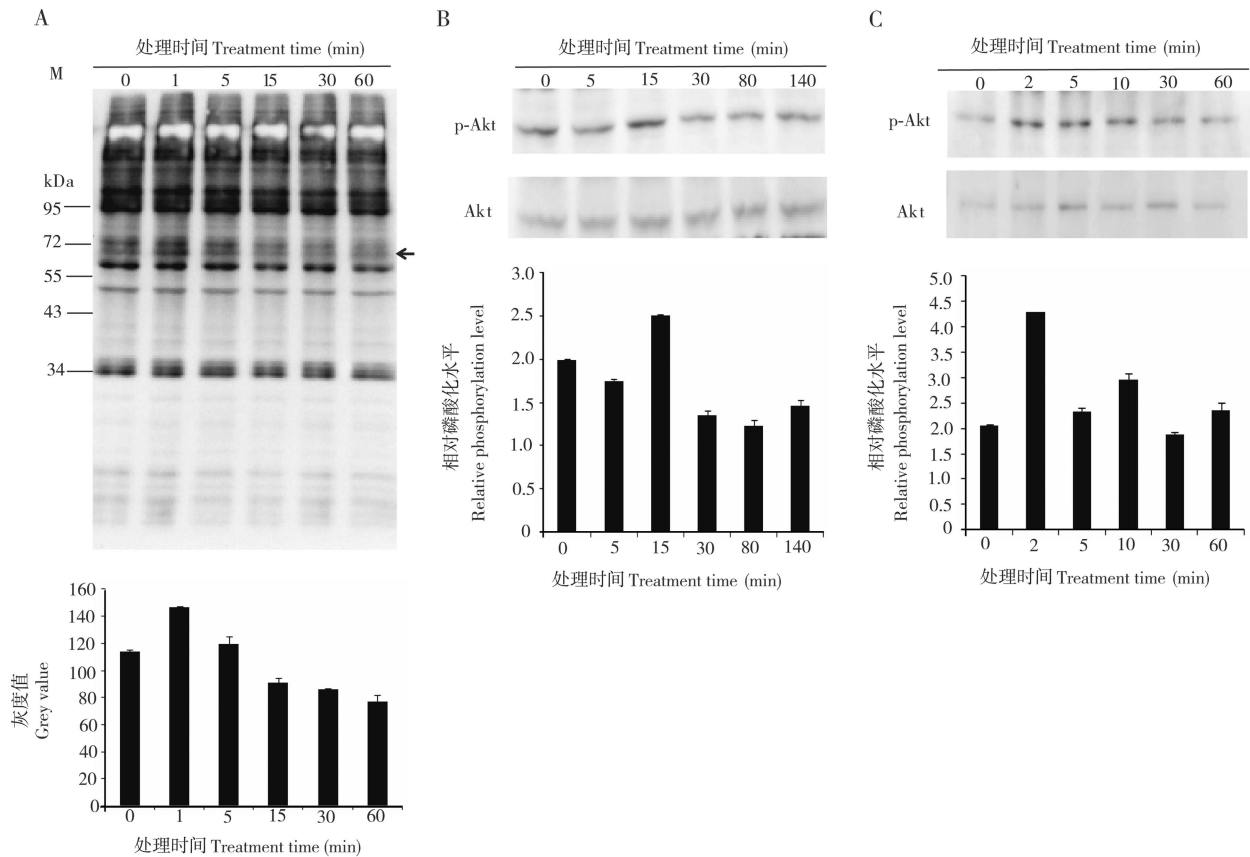 A
处理时间 Treatment time (min)
M
0 1 5 15 30 60
kDa
95
72
55
43
34
160
140
120
100
80
60
40
20
0
灰度值
Grey value
0 1 5 15 30 60
处理时间 Treatment time (min)
B
处理时间 Treatment time (min)
0 5 15 30 80 140
p-Akt
Akt
3.0
2.5
2.0
1.5
1.0
0.5
0
相对磷酸化水平
Relative phosphorylation level
0 5 15 30 80 140
处理时间 Treatment time (min)
C
处理时间 Treatment time (min)
0 2 5 10 30 60
p-Akt
Akt
5.0
4.5
4.0
3.5
3.0
2.5
2.0
1.5
1.0
0.5
0
相对磷酸化水平
Relative phosphorylation level
0 2 5 10 30 60
处理时间 Treatment time (min)